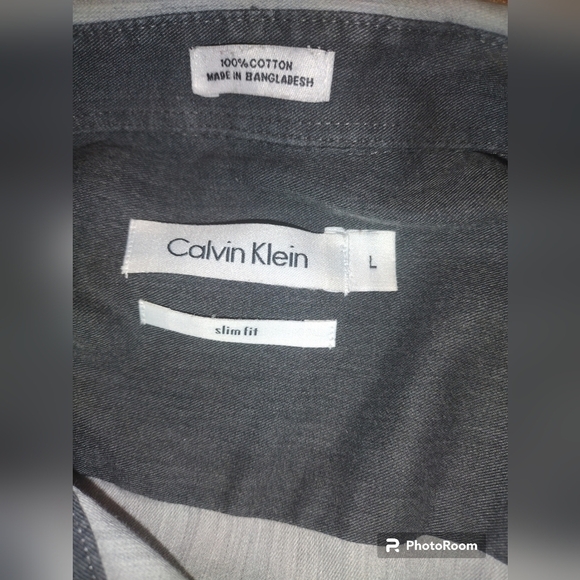 100% COTTON
MADE IN BANGLADESH
Calvin Klein
L
slim fit
PhotoRoom